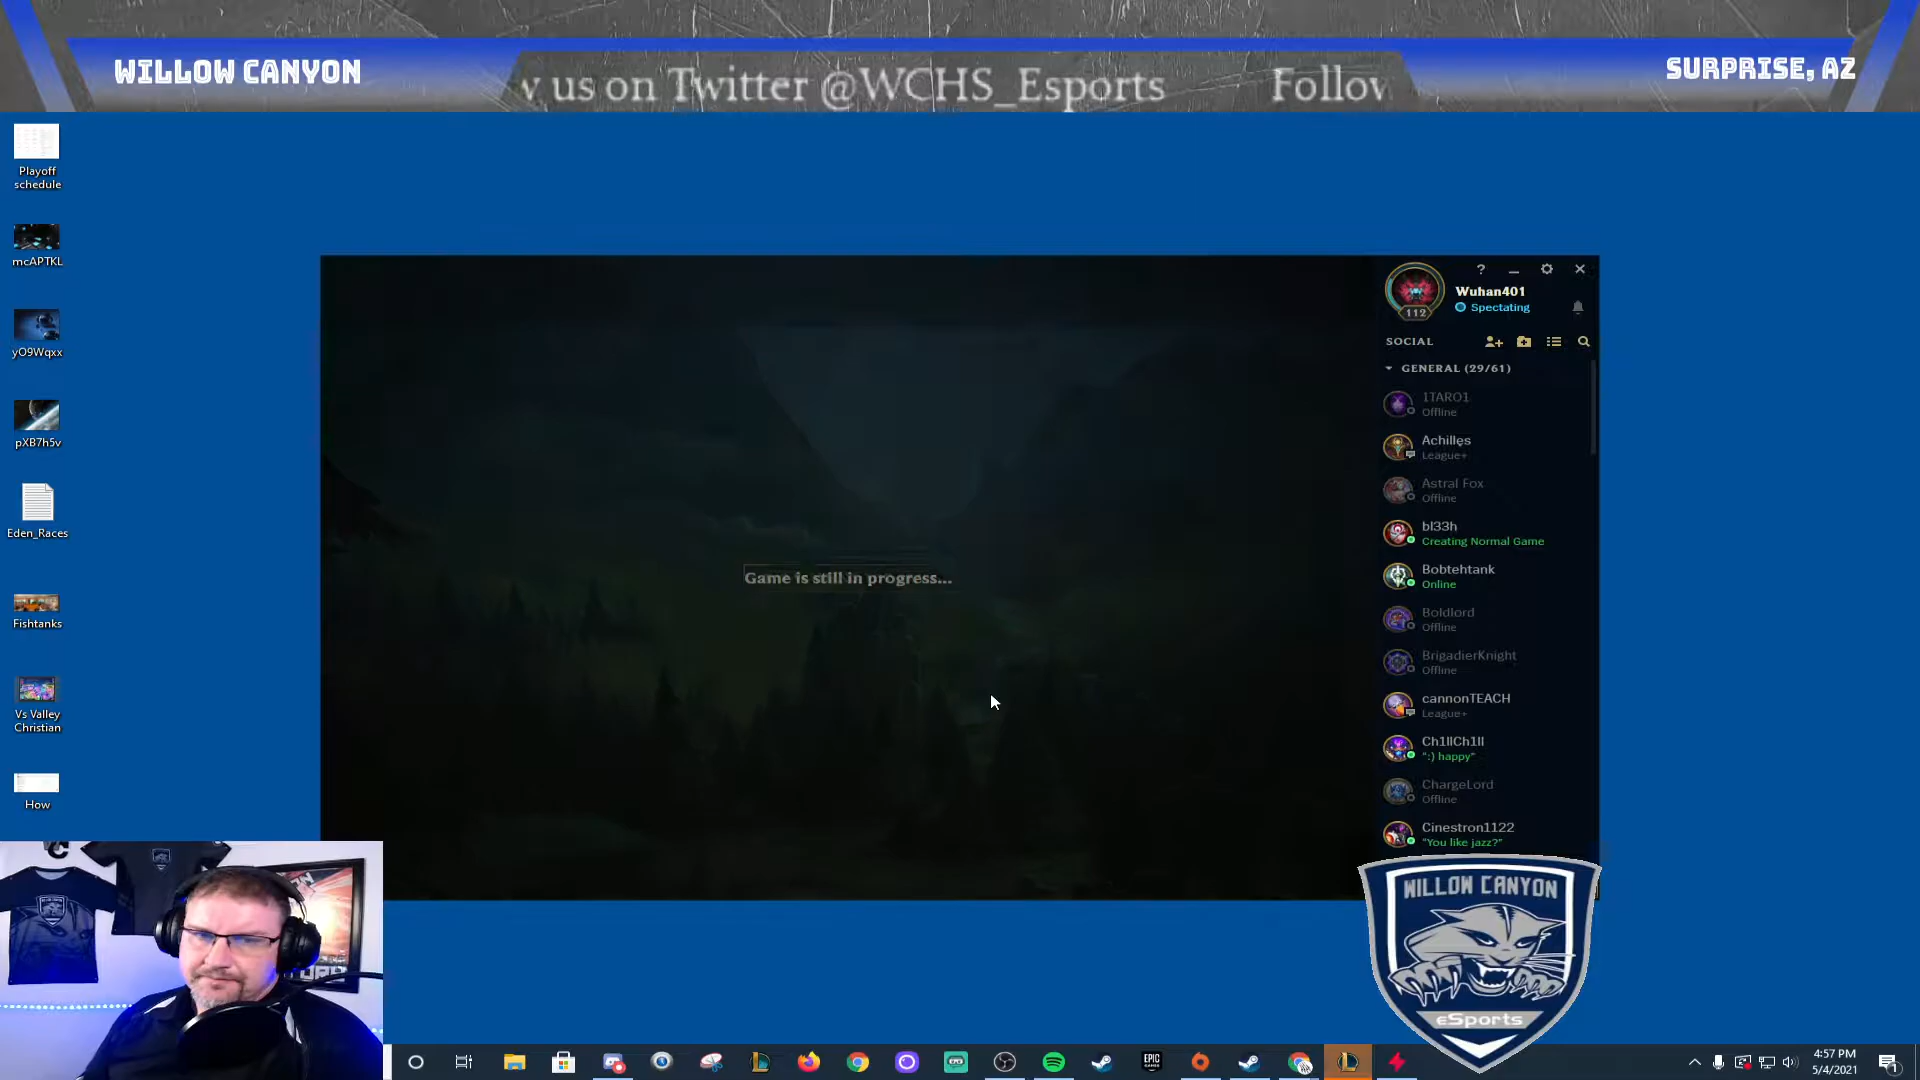 WILLOW CANYON
v us on Twitter @WCHS_Esports
Follov
SURPRISE, AZ
Playoff
schedule
mcAPTKL
yO9Wqxx
pXB7h5v
Eden_Races
Fishtanks
Vs Valley
Christian
How
Game is still in progress...
?
Wuhan401
Spectating
112
SOCIAL
GENERAL (29/61)
1TARO1
Offline
Achilles
League+
Astral Fox
Offline
bl33h
Creating Normal Game
Bobtehtank
Online
Boldlord
Offline
BrigadierKnight
Offline
cannonTEACH
League+
Ch1llCh1ll
":) happy"
ChargeLord
Offline
Cinestron1122
"You like jazz?"
WILLOW CANYON
eSports
EPIC
GAMES
4:57 PM
5/4/2021
1